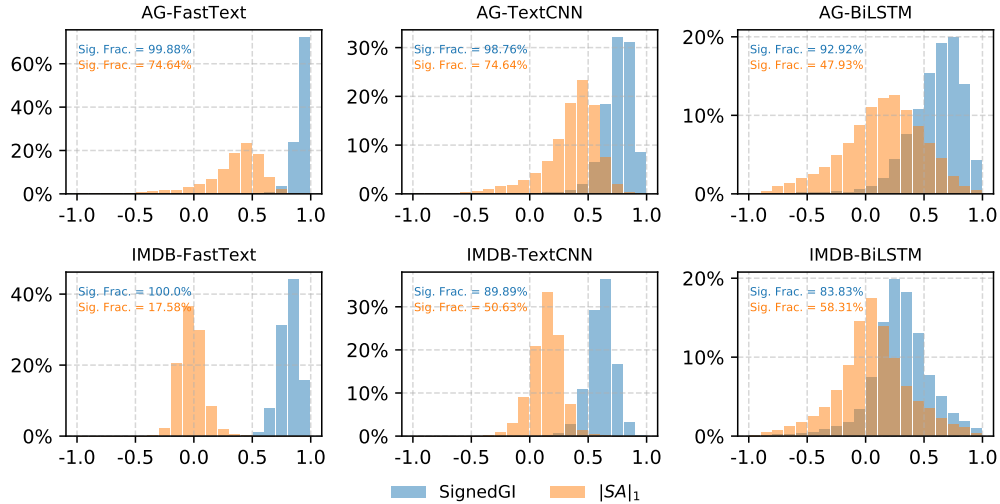 AG-FastText
Sig. Frac. = 99.88%
Sig. Frac. = 74.64%
60%
40%
20%
0%
-1.0 -0.5 0.0 0.5 1.0
AG-TextCNN
Sig. Frac. = 98.76%
Sig. Frac. = 74.64%
30%
20%
10%
0%
-1.0 -0.5 0.0 0.5 1.0
AG-BiLSTM
Sig. Frac. = 92.92%
Sig. Frac. = 47.93%
20%
10%
0%
-1.0 -0.5 0.0 0.5 1.0
IMDB-FastText
Sig. Frac. = 100.0%
Sig. Frac. = 17.58%
40%
20%
0%
-1.0 -0.5 0.0 0.5 1.0
IMDB-TextCNN
Sig. Frac. = 89.89%
Sig. Frac. = 50.63%
30%
20%
10%
0%
-1.0 -0.5 0.0 0.5 1.0
IMDB-BiLSTM
Sig. Frac. = 83.83%
Sig. Frac. = 58.31%
20%
10%
0%
-1.0 -0.5 0.0 0.5 1.0
SignedGI |SA|₁